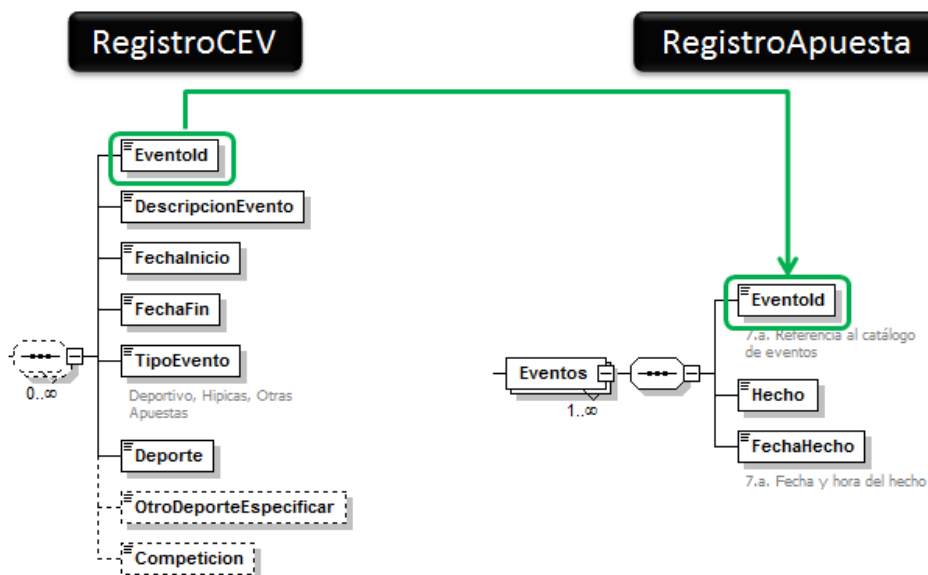 RegistroCEV
RegistroApuesta
EventoId
DescripcionEvento
FechaInicio
FechaFin
TipoEvento
0..∞
Deportivo, Hipicas, Otras
Apuestas
Deporte
OtroDeporteEspecificar
Competicion
EventoId
7.a. Referencia al catálogo
de eventos
Eventos
1..∞
Hecho
FechaHecho
7.a. Fecha y hora del hecho